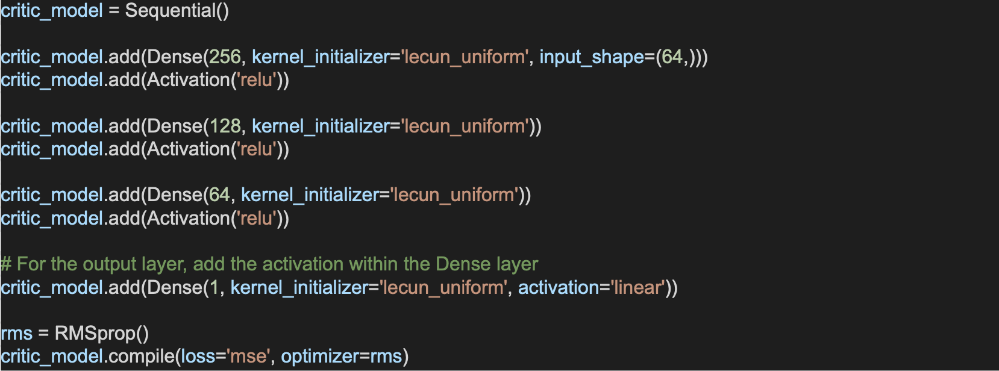 critic_model = Sequential()
critic_model.add(Dense(256, kernel_initializer='lecun_uniform', input_shape=(64,)))
critic_model.add(Activation('relu'))
critic_model.add(Dense(128, kernel_initializer='lecun_uniform'))
critic_model.add(Activation('relu'))
critic_model.add(Dense(64, kernel_initializer='lecun_uniform'))
critic_model.add(Activation('relu'))
# For the output layer, add the activation within the Dense layer
critic_model.add(Dense(1, kernel_initializer='lecun_uniform', activation='linear'))
rms = RMSprop()
critic_model.compile(loss='mse', optimizer=rms)